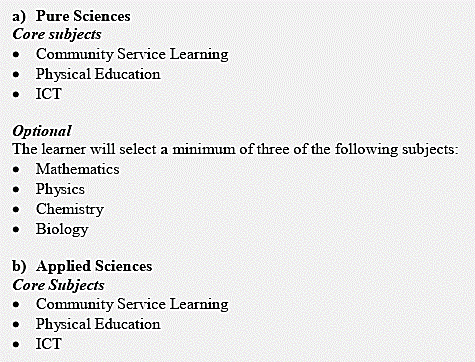 a) Pure Sciences
Core subjects
• Community Service Learning
• Physical Education
• ICT
Optional
The learner will select a minimum of three of the following subjects:
• Mathematics
• Physics
• Chemistry
• Biology
b) Applied Sciences
Core Subjects
• Community Service Learning
• Physical Education
• ICT